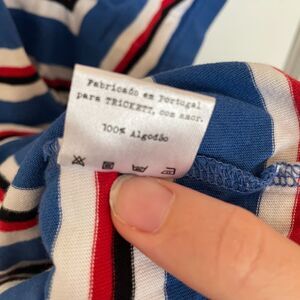 Fabricado em Portugal
para TRICKETT, com amor.
100% Algodão